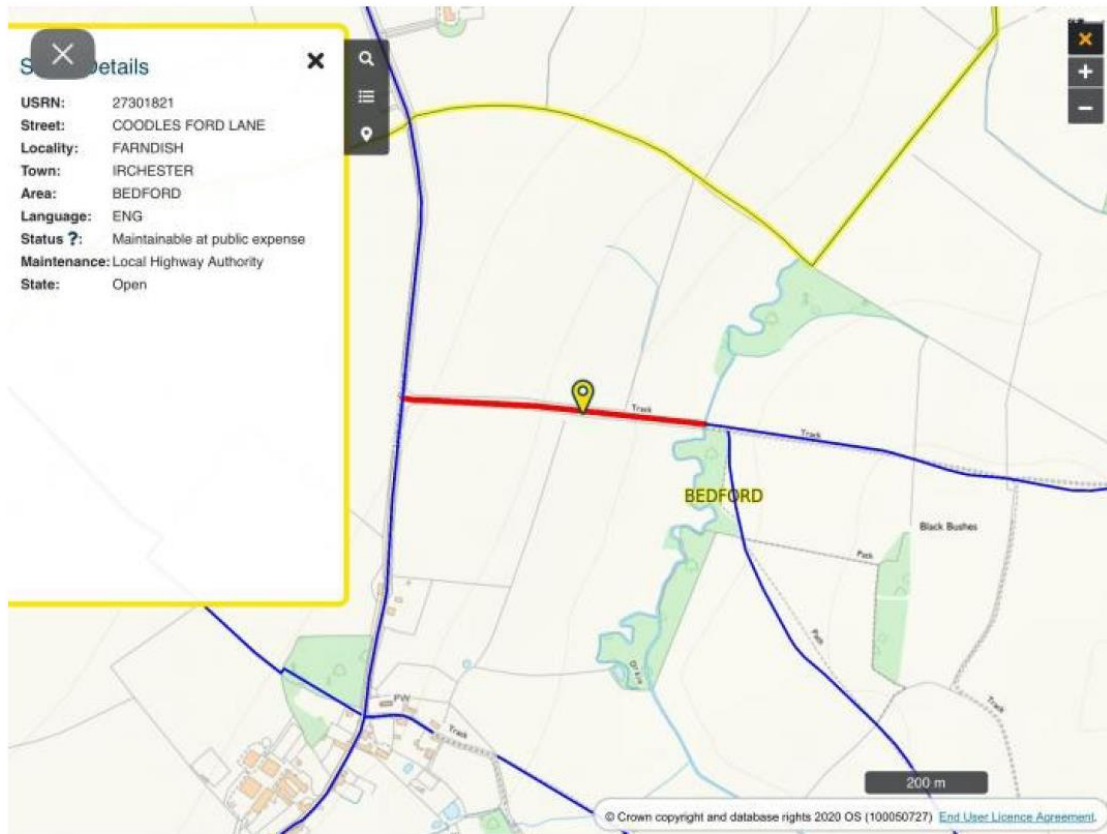 Details
USRN: 27301821
Street: COODLES FORD LANE
Locality: FARNDISH
Town: IRCHESTER
Area: BEDFORD
Language: ENG
Status ?: Maintainable at public expense
Maintenance: Local Highway Authority
State: Open
Track
Track
BEDFORD
Black Bushes
Path
Path
Drain
Track
PW
Track
200 m
© Crown copyright and database rights 2020 OS (100050727) End User Licence Agreement.